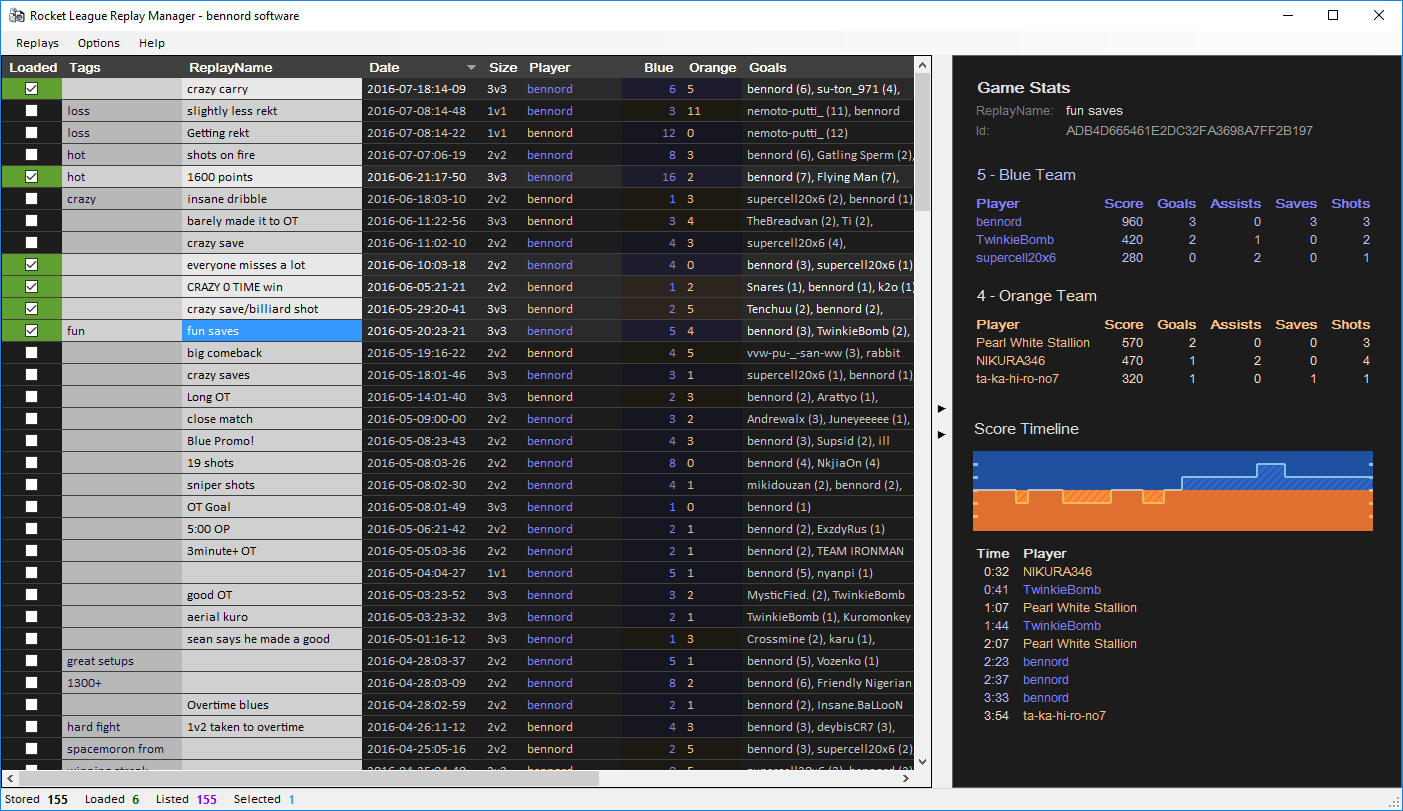 Rocket League Replay Manager - bennord software
Replays Options Help
Loaded Tags ReplayName Date Size Player Blue Orange Goals
crazy carry 2016-07-18:14-09 3v3 bennord 6 5 bennord (6), su-ton_971 (4),
loss slightly less rekt 2016-07-08:14-48 1v1 bennord 3 11 nemoto-putti_ (11), bennord
loss Getting rekt 2016-07-08:14-22 1v1 bennord 12 0 nemoto-putti_ (12)
hot shots on fire 2016-07-07:06-19 2v2 bennord 8 3 bennord (6), Gatling Sperm (2),
hot 1600 points 2016-06-21:17-50 3v3 bennord 16 2 bennord (7), Flying Man (7),
crazy insane dribble 2016-06-18:03-10 2v2 bennord 1 3 supercell20x6 (2), bennord (1)
barely made it to OT 2016-06-11:22-56 3v3 bennord 3 4 TheBreadvan (2), Ti (2),
crazy save 2016-06-11:02-10 2v2 bennord 4 3 supercell20x6 (4),
everyone misses a lot 2016-06-10:03-18 2v2 bennord 4 0 bennord (3), supercell20x6 (1)
CRAZY 0 TIME win 2016-06-05:21-21 2v2 bennord 1 2 Snares (1), bennord (1), k2o (1)
crazy save/billiard shot 2016-05-29:20-41 3v3 bennord 2 5 Tenchuu (2), bennord (2),
fun fun saves 2016-05-20:23-21 3v3 bennord 5 4 bennord (3), TwinkieBomb (2),
big comeback 2016-05-19:16-22 2v2 bennord 4 5 vvw-pu-_-san-ww (3), rabbit
crazy saves 2016-05-18:01-46 3v3 bennord 3 1 supercell20x6 (1), bennord (1),
Long OT 2016-05-14:01-40 3v3 bennord 2 3 bennord (2), Arattyo (1),
close match 2016-05-09:00-00 2v2 bennord 3 2 Andrewalx (3), Juneyeeeee (1),
Blue Promo! 2016-05-08:23-43 2v2 bennord 4 3 bennord (3), Supsid (2), ill
19 shots 2016-05-08:03-26 2v2 bennord 8 0 bennord (4), NkjiaOn (4)
sniper shots 2016-05-08:02-30 2v2 bennord 4 1 mikidouzan (2), bennord (2),
OT Goal 2016-05-08:01-49 3v3 bennord 1 0 bennord (1)
5:00 OP 2016-05-06:21-42 2v2 bennord 2 1 bennord (2), ExzdyRus (1)
3minute+ OT 2016-05-05:03-36 2v2 bennord 2 1 bennord (2), TEAM IRONMAN
2016-05-04:04-27 1v1 bennord 5 1 bennord (5), nyanpi (1)
good OT 2016-05-03:23-52 3v3 bennord 3 2 MysticFied. (2), TwinkieBomb
aerial kuro 2016-05-03:23-32 3v3 bennord 2 1 TwinkieBomb (1), Kuromonkey
sean says he made a good 2016-05-01:16-12 3v3 bennord 1 3 Crossmine (2), karu (1),
great setups 2016-04-28:03-37 2v2 bennord 5 1 bennord (5), Vozenko (1)
1300+ 2016-04-28:03-09 2v2 bennord 8 2 bennord (6), Friendly Nigerian
Overtime blues 2016-04-28:02-59 2v2 bennord 2 1 bennord (2), Insane.BaLLooN
hard fight 1v2 taken to overtime 2016-04-26:11-12 2v2 bennord 4 3 bennord (3), deybisCR7 (3),
spacemoron from 2016-04-25:05-16 2v2 bennord 2 5 bennord (3), supercell20x6 (2)
Stored 155 Loaded 6 Listed 155 Selected 1
Game Stats
ReplayName: fun saves
Id: ADB4D665461E2DC32FA3698A7FF2B197
5 - Blue Team
Player Score Goals Assists Saves Shots
bennord 960 3 0 3 3
TwinkieBomb 420 2 1 0 2
supercell20x6 280 0 2 0 1
4 - Orange Team
Player Score Goals Assists Saves Shots
Pearl White Stallion 570 2 0 0 3
NIKURA346 470 1 2 0 4
ta-ka-hi-ro-no7 320 1 0 1 1
Score Timeline
Time Player
0:32 NIKURA346
0:41 TwinkieBomb
1:07 Pearl White Stallion
1:44 TwinkieBomb
2:07 Pearl White Stallion
2:23 bennord
2:37 bennord
3:33 bennord
3:54 ta-ka-hi-ro-no7